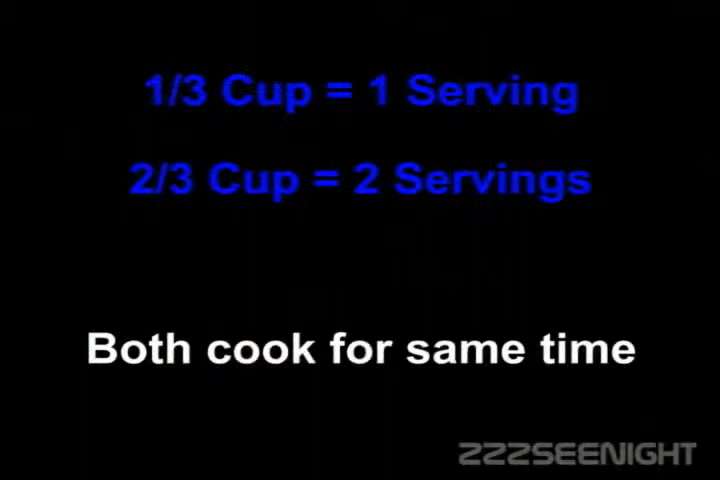 1/3 Cup = 1 Serving
2/3 Cup = 2 Servings
Both cook for same time
ZZZSEENIGHT